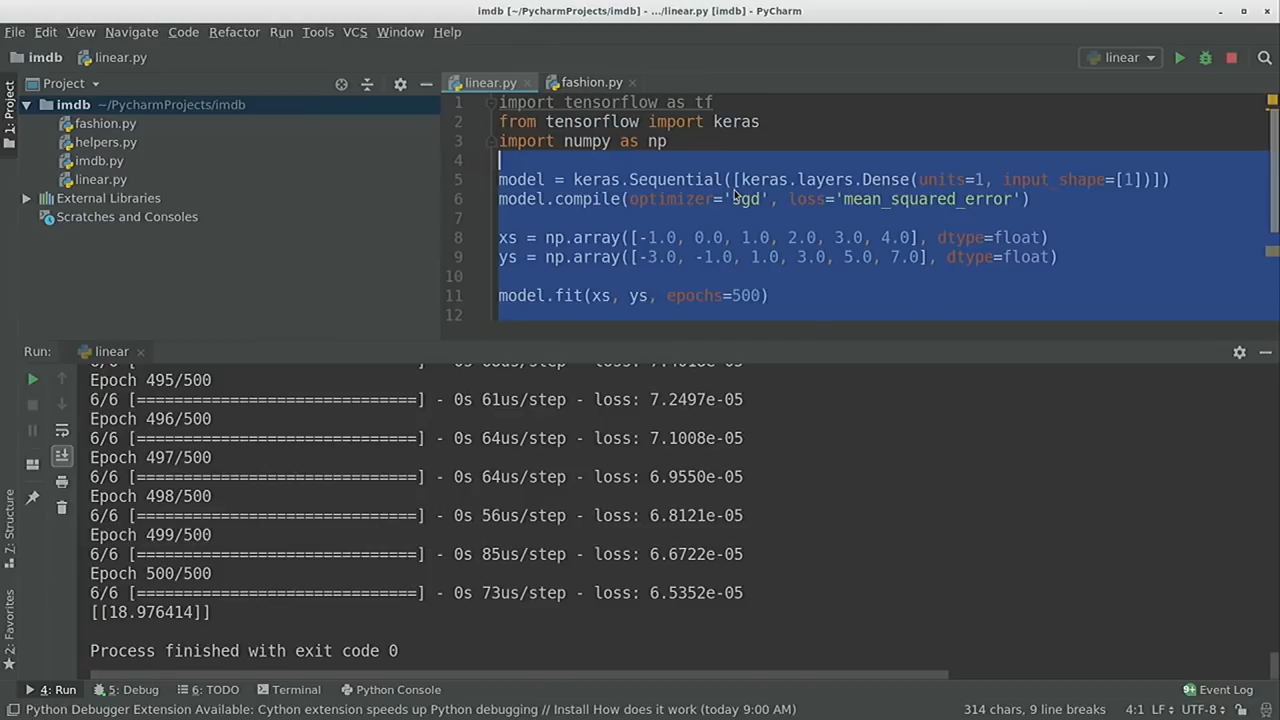 imdb [~/PycharmProjects/imdb] - .../linear.py [imdb] - PyCharm
File Edit View Navigate Code Refactor Run Tools VCS Window Help
imdb linear.py linear
1: Project
Project linear.py fashion.py
imdb ~/PycharmProjects/imdb
fashion.py
helpers.py
imdb.py
linear.py
External Libraries
Scratches and Consoles
1 import tensorflow as tf
2 from tensorflow import keras
3 import numpy as np
4
5 model = keras.Sequential([keras.layers.Dense(units=1, input_shape=[1])])
6 model.compile(optimizer='sgd', loss='mean_squared_error')
7
8 xs = np.array([-1.0, 0.0, 1.0, 2.0, 3.0, 4.0], dtype=float)
9 ys = np.array([-3.0, -1.0, 1.0, 3.0, 5.0, 7.0], dtype=float)
10
11 model.fit(xs, ys, epochs=500)
12
Run: linear
Epoch 495/500
6/6 [==============================] - 0s 61us/step - loss: 7.2497e-05
Epoch 496/500
6/6 [==============================] - 0s 64us/step - loss: 7.1008e-05
Epoch 497/500
6/6 [==============================] - 0s 64us/step - loss: 6.9550e-05
Epoch 498/500
6/6 [==============================] - 0s 56us/step - loss: 6.8121e-05
Epoch 499/500
6/6 [==============================] - 0s 85us/step - loss: 6.6722e-05
Epoch 500/500
6/6 [==============================] - 0s 73us/step - loss: 6.5352e-05
[[18.976414]]
Process finished with exit code 0
Z: Structure
2: Favorites
4: Run 5: Debug 6: TODO Terminal Python Console 9+ Event Log
Python Debugger Extension Available: Cython extension speeds up Python debugging // Install How does it work (today 9:00 AM) 314 chars, 9 line breaks 4:1 LF UTF-8